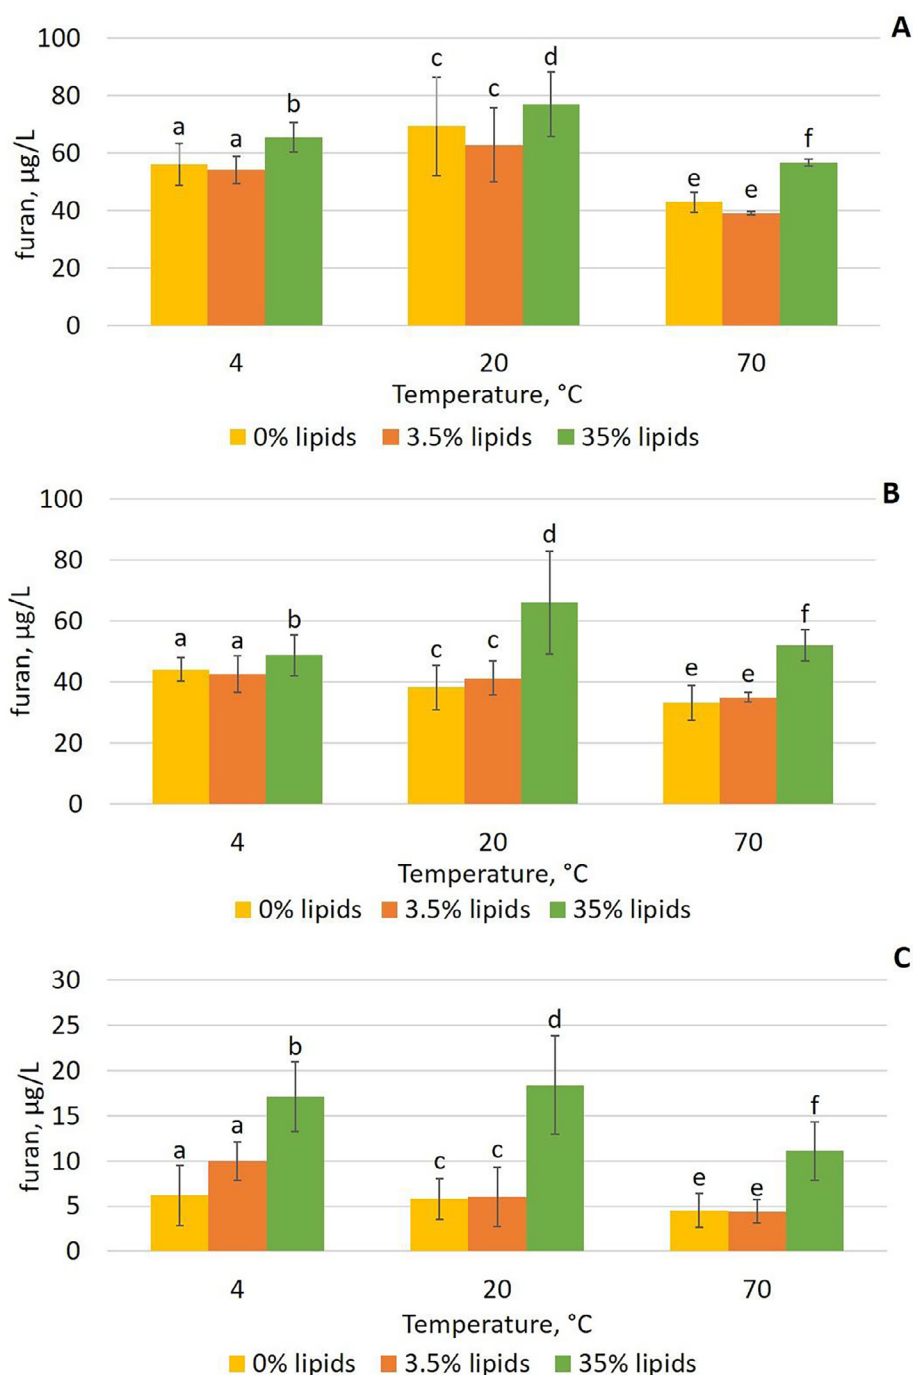 A
100
80
60
40
20
0
furan, µg/L
a a b c c d e e f
4 20 70
Temperature, °C
0% lipids 3.5% lipids 35% lipids
B
100
80
60
40
20
0
furan, µg/L
a a b c c d e e f
4 20 70
Temperature, °C
0% lipids 3.5% lipids 35% lipids
C
30
25
20
15
10
5
0
furan, µg/L
a a b c c d e e f
4 20 70
Temperature, °C
0% lipids 3.5% lipids 35% lipids